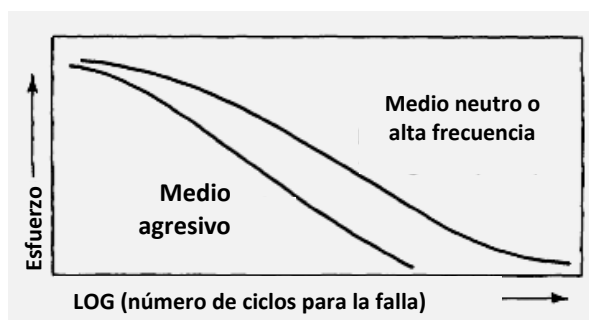 Medio neutro o
alta frecuencia
Medio
agresivo
Esfuerzo
LOG (número de ciclos para la falla)